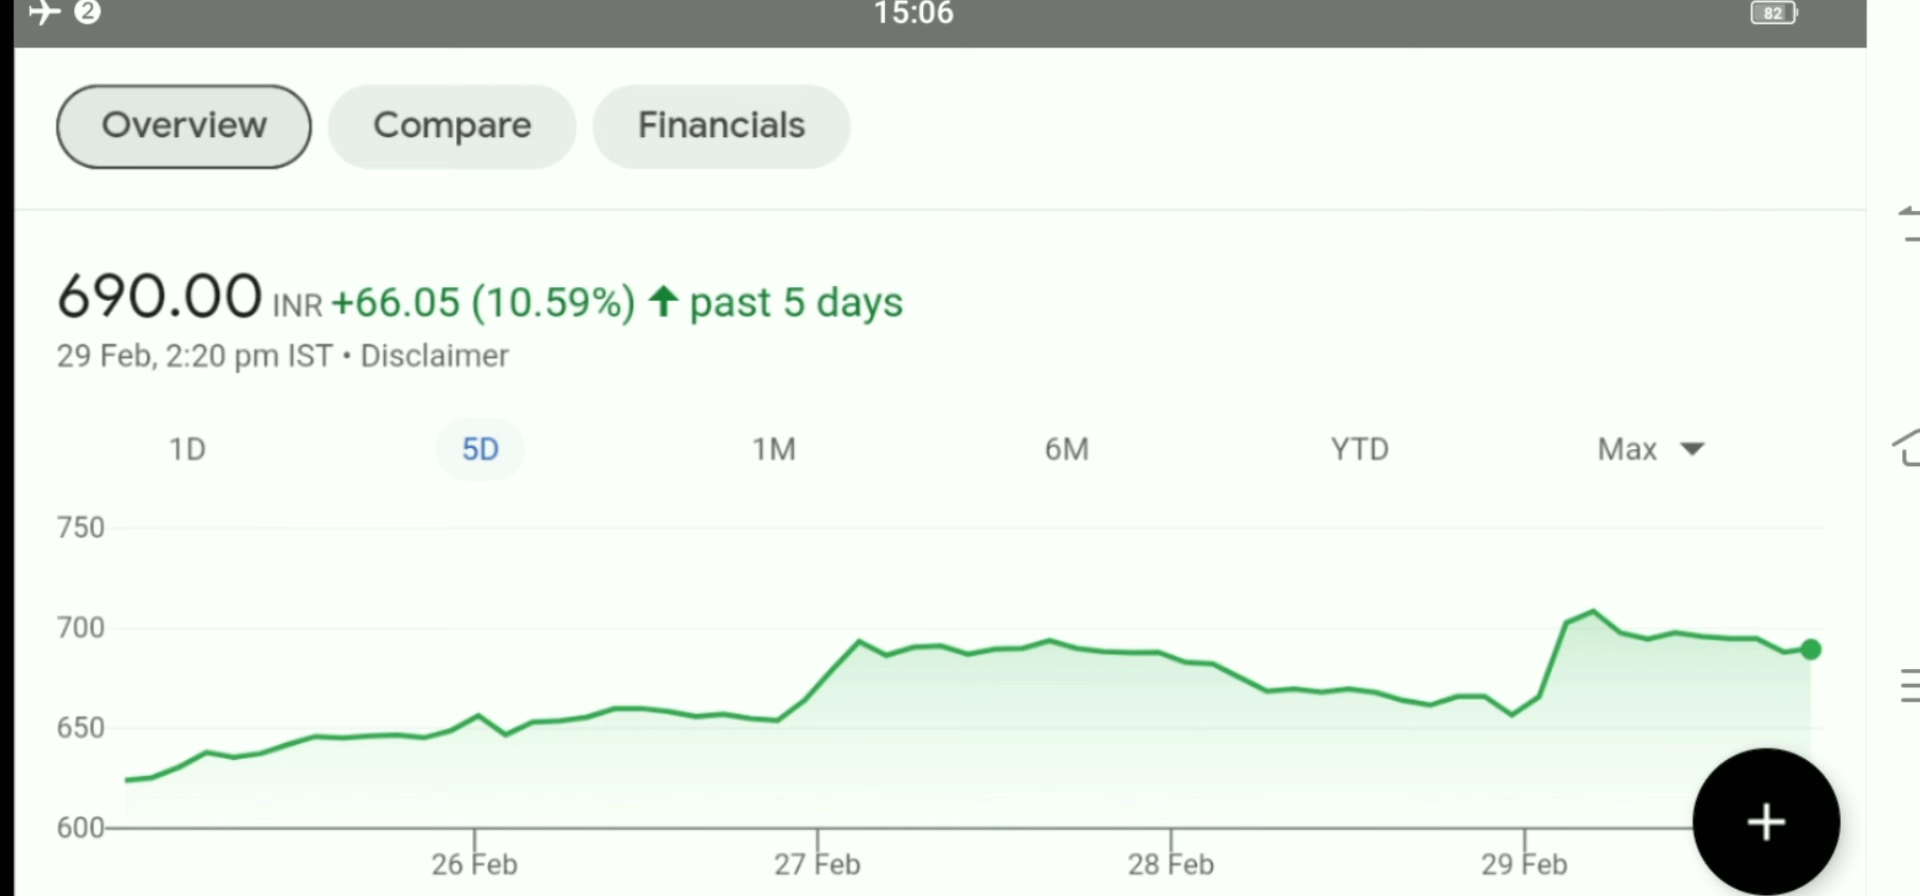 2 15:06 82
Overview Compare Financials
690.00 INR +66.05 (10.59%) ↑ past 5 days
29 Feb, 2:20 pm IST • Disclaimer
1D 5D 1M 6M YTD Max
750
700
650
600
26 Feb 27 Feb 28 Feb 29 Feb
+